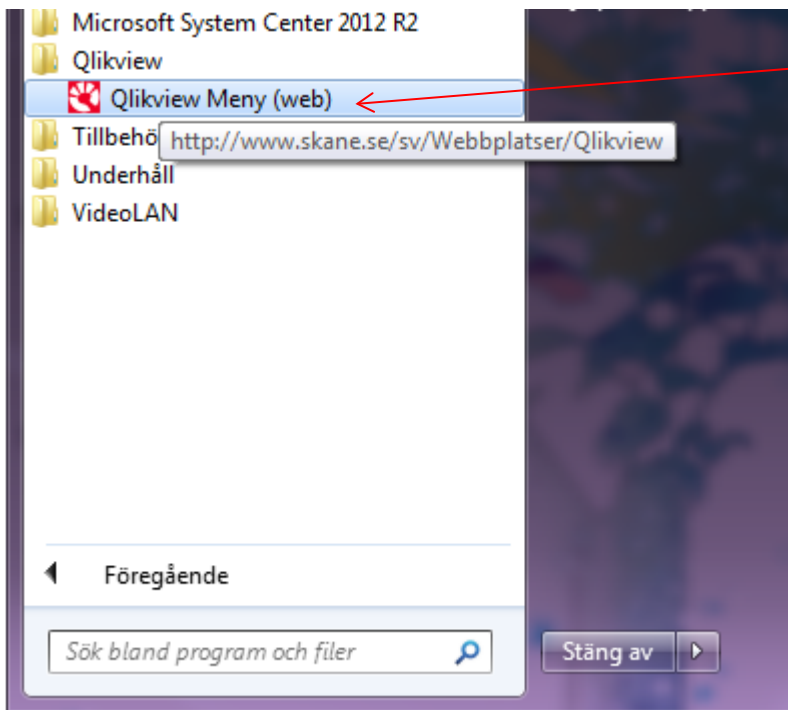 Microsoft System Center 2012 R2
Qlikview
Qlikview Meny (web)
Tillbehö
http://www.skane.se/sv/Webbplatser/Qlikview
Underhåll
VideoLAN
Föregående
Sök bland program och filer
Stäng av